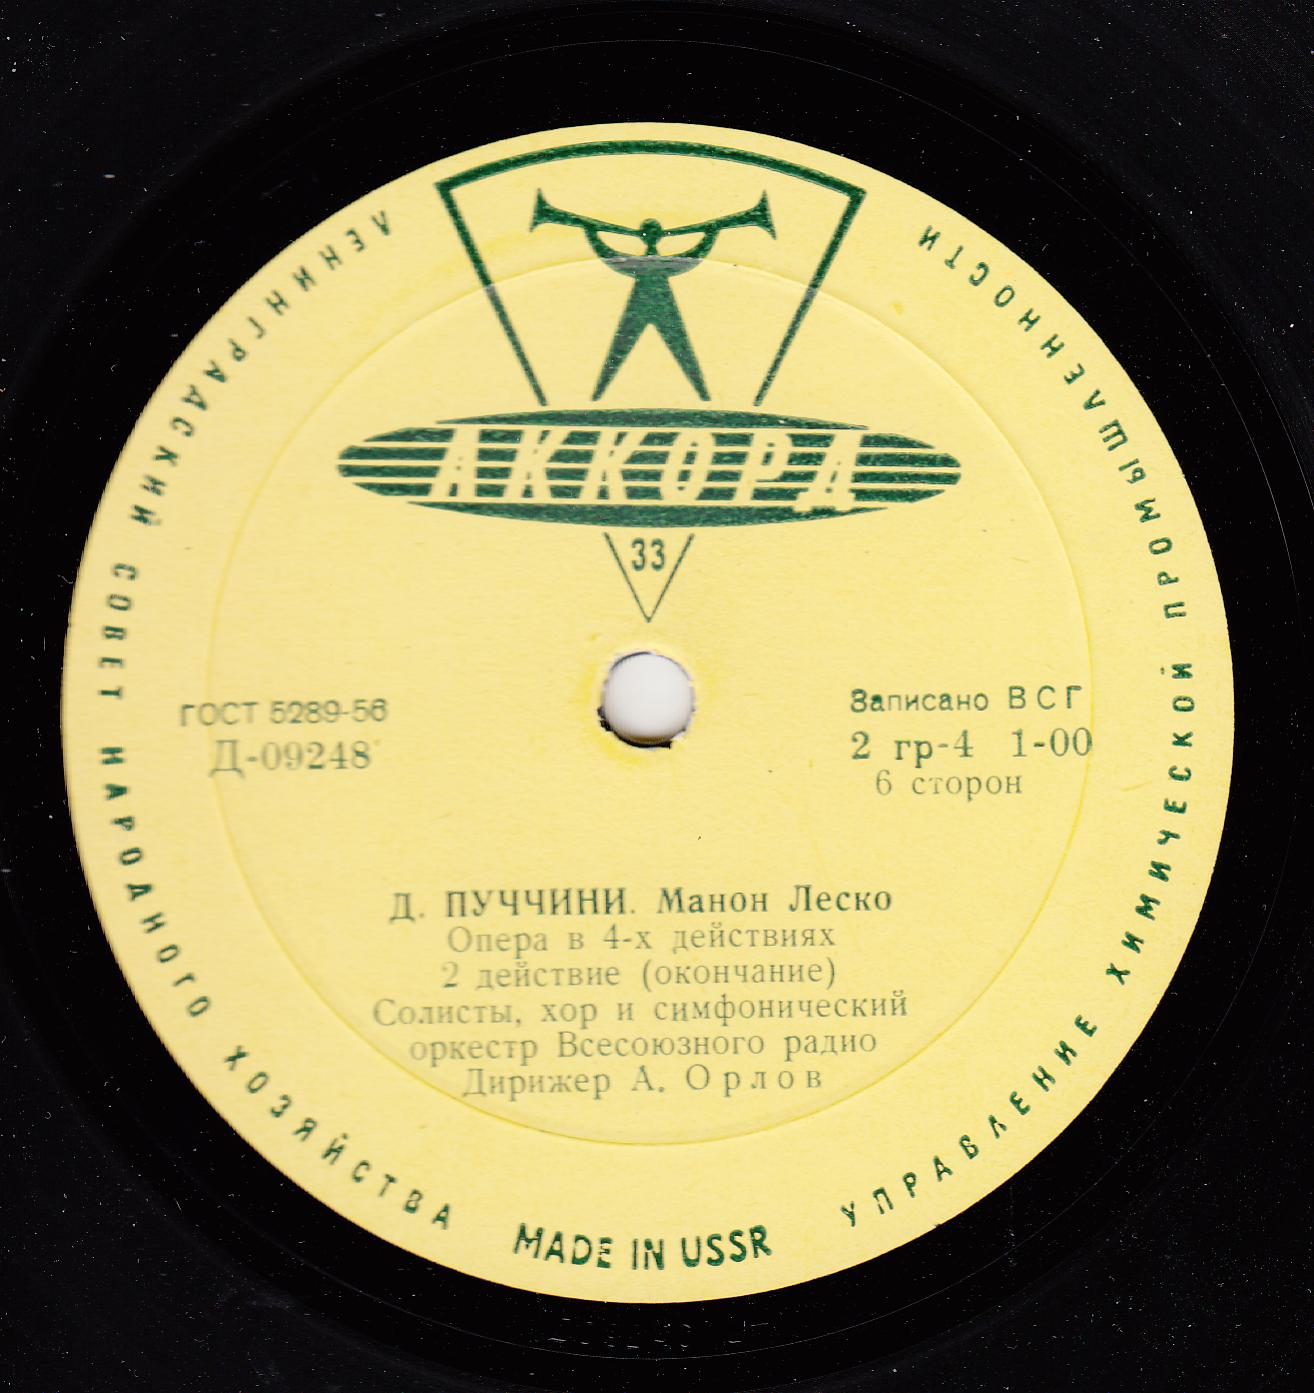 ЛЕНИНГРАДСКИЙ СОВЕТ НАРОДНОГО ХОЗЯЙСТВА
УПРАВЛЕНИЕ ХИМИЧЕСКОЙ ПРОМЫШЛЕННОСТИ
АККОРД
33
ГОСТ 5289-56
Д-09248
Записано ВСГ
2 гр-4 1-00
6 сторон
Д. ПУЧЧИНИ. Манон Леско
Опера в 4-х действиях
2 действие (окончание)
Солисты, хор и симфонический
оркестр Всесоюзного радио
Дирижер А. Орлов
MADE IN USSR